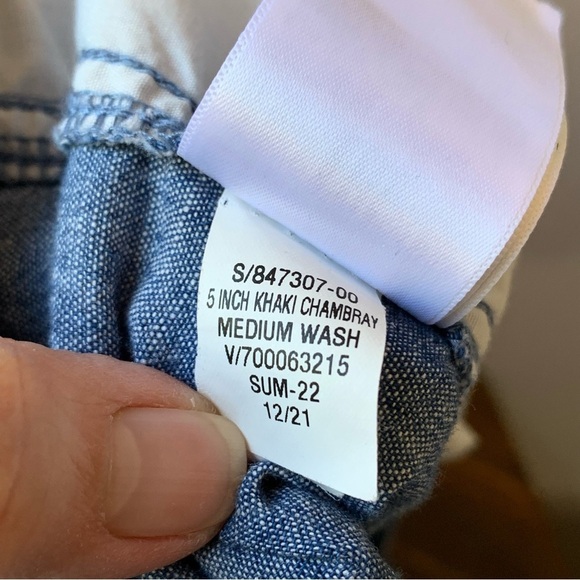 S/847307-00
5 INCH KHAKI CHAMBRAY
MEDIUM WASH
V/700063215
SUM-22
12/21